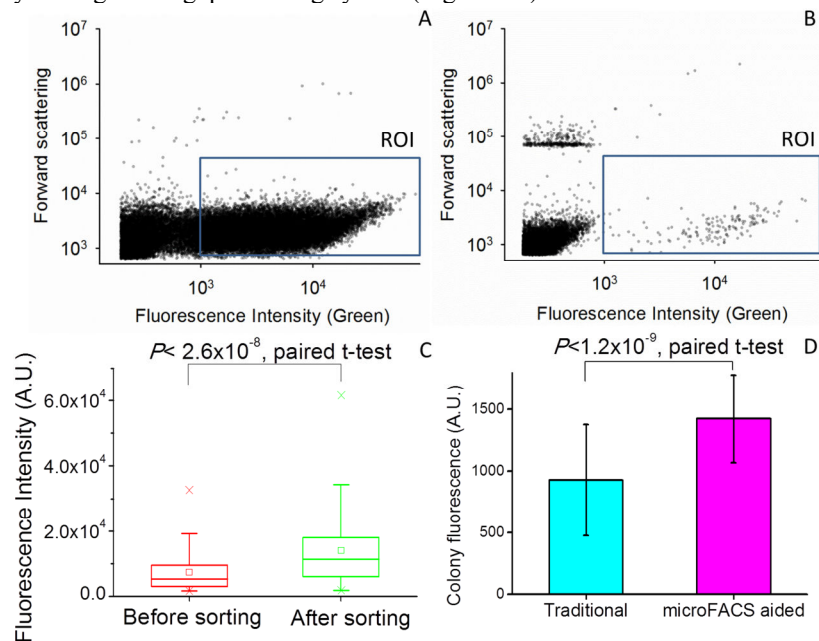 A
10⁷
10⁶
10⁵
10⁴
10³
Forward scattering
ROI
10³ 10⁴
Fluorescence Intensity (Green)
B
10⁷
10⁶
10⁵
10⁴
10³
Forward scattering
ROI
10³ 10⁴
Fluorescence Intensity (Green)
P< 2.6x10⁻⁸, paired t-test C
Fluorescence Intensity (A.U.)
6.0x10⁴
4.0x10⁴
2.0x10⁴
0.0
Before sorting After sorting
P<1.2x10⁻⁹, paired t-test D
Colony fluorescence (A.U.)
1500
1000
500
0
Traditional microFACS aided